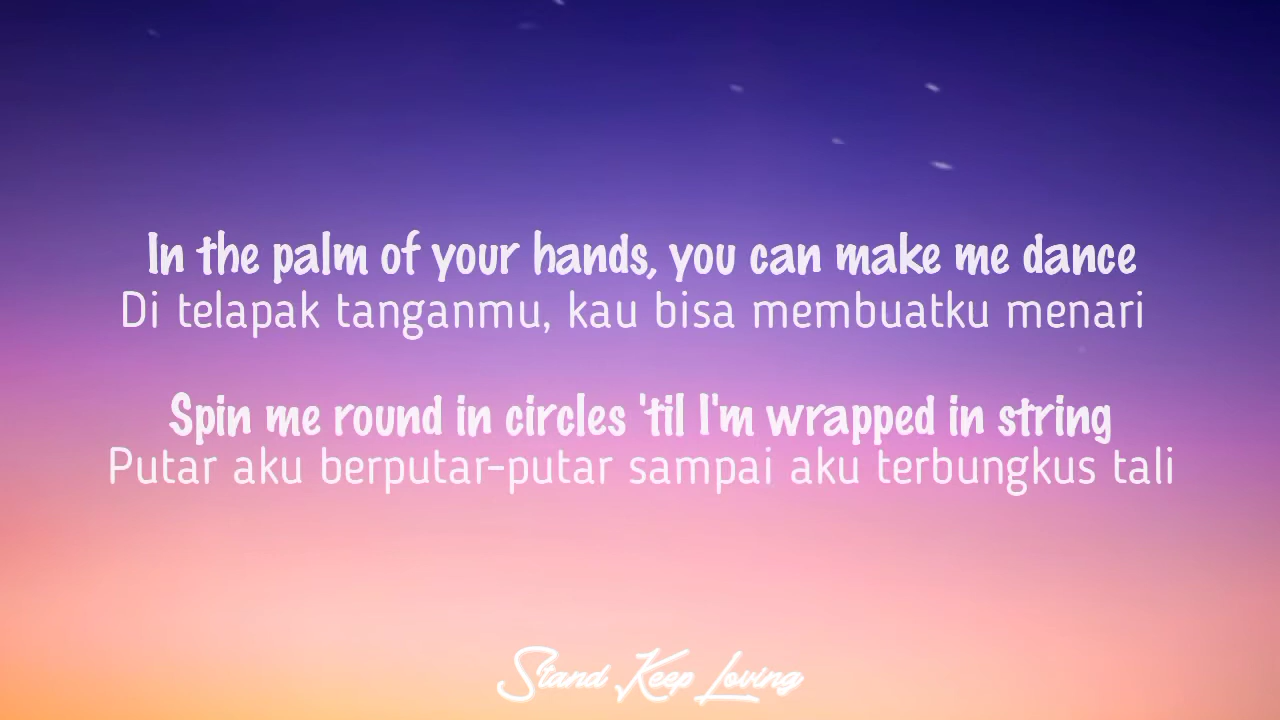 In the palm of your hands, you can make me dance
Di telapak tanganmu, kau bisa membuatku menari
Spin me round in circles 'til I'm wrapped in string
Putar aku berputar-putar sampai aku terbungkus tali
Stand Keep Loving